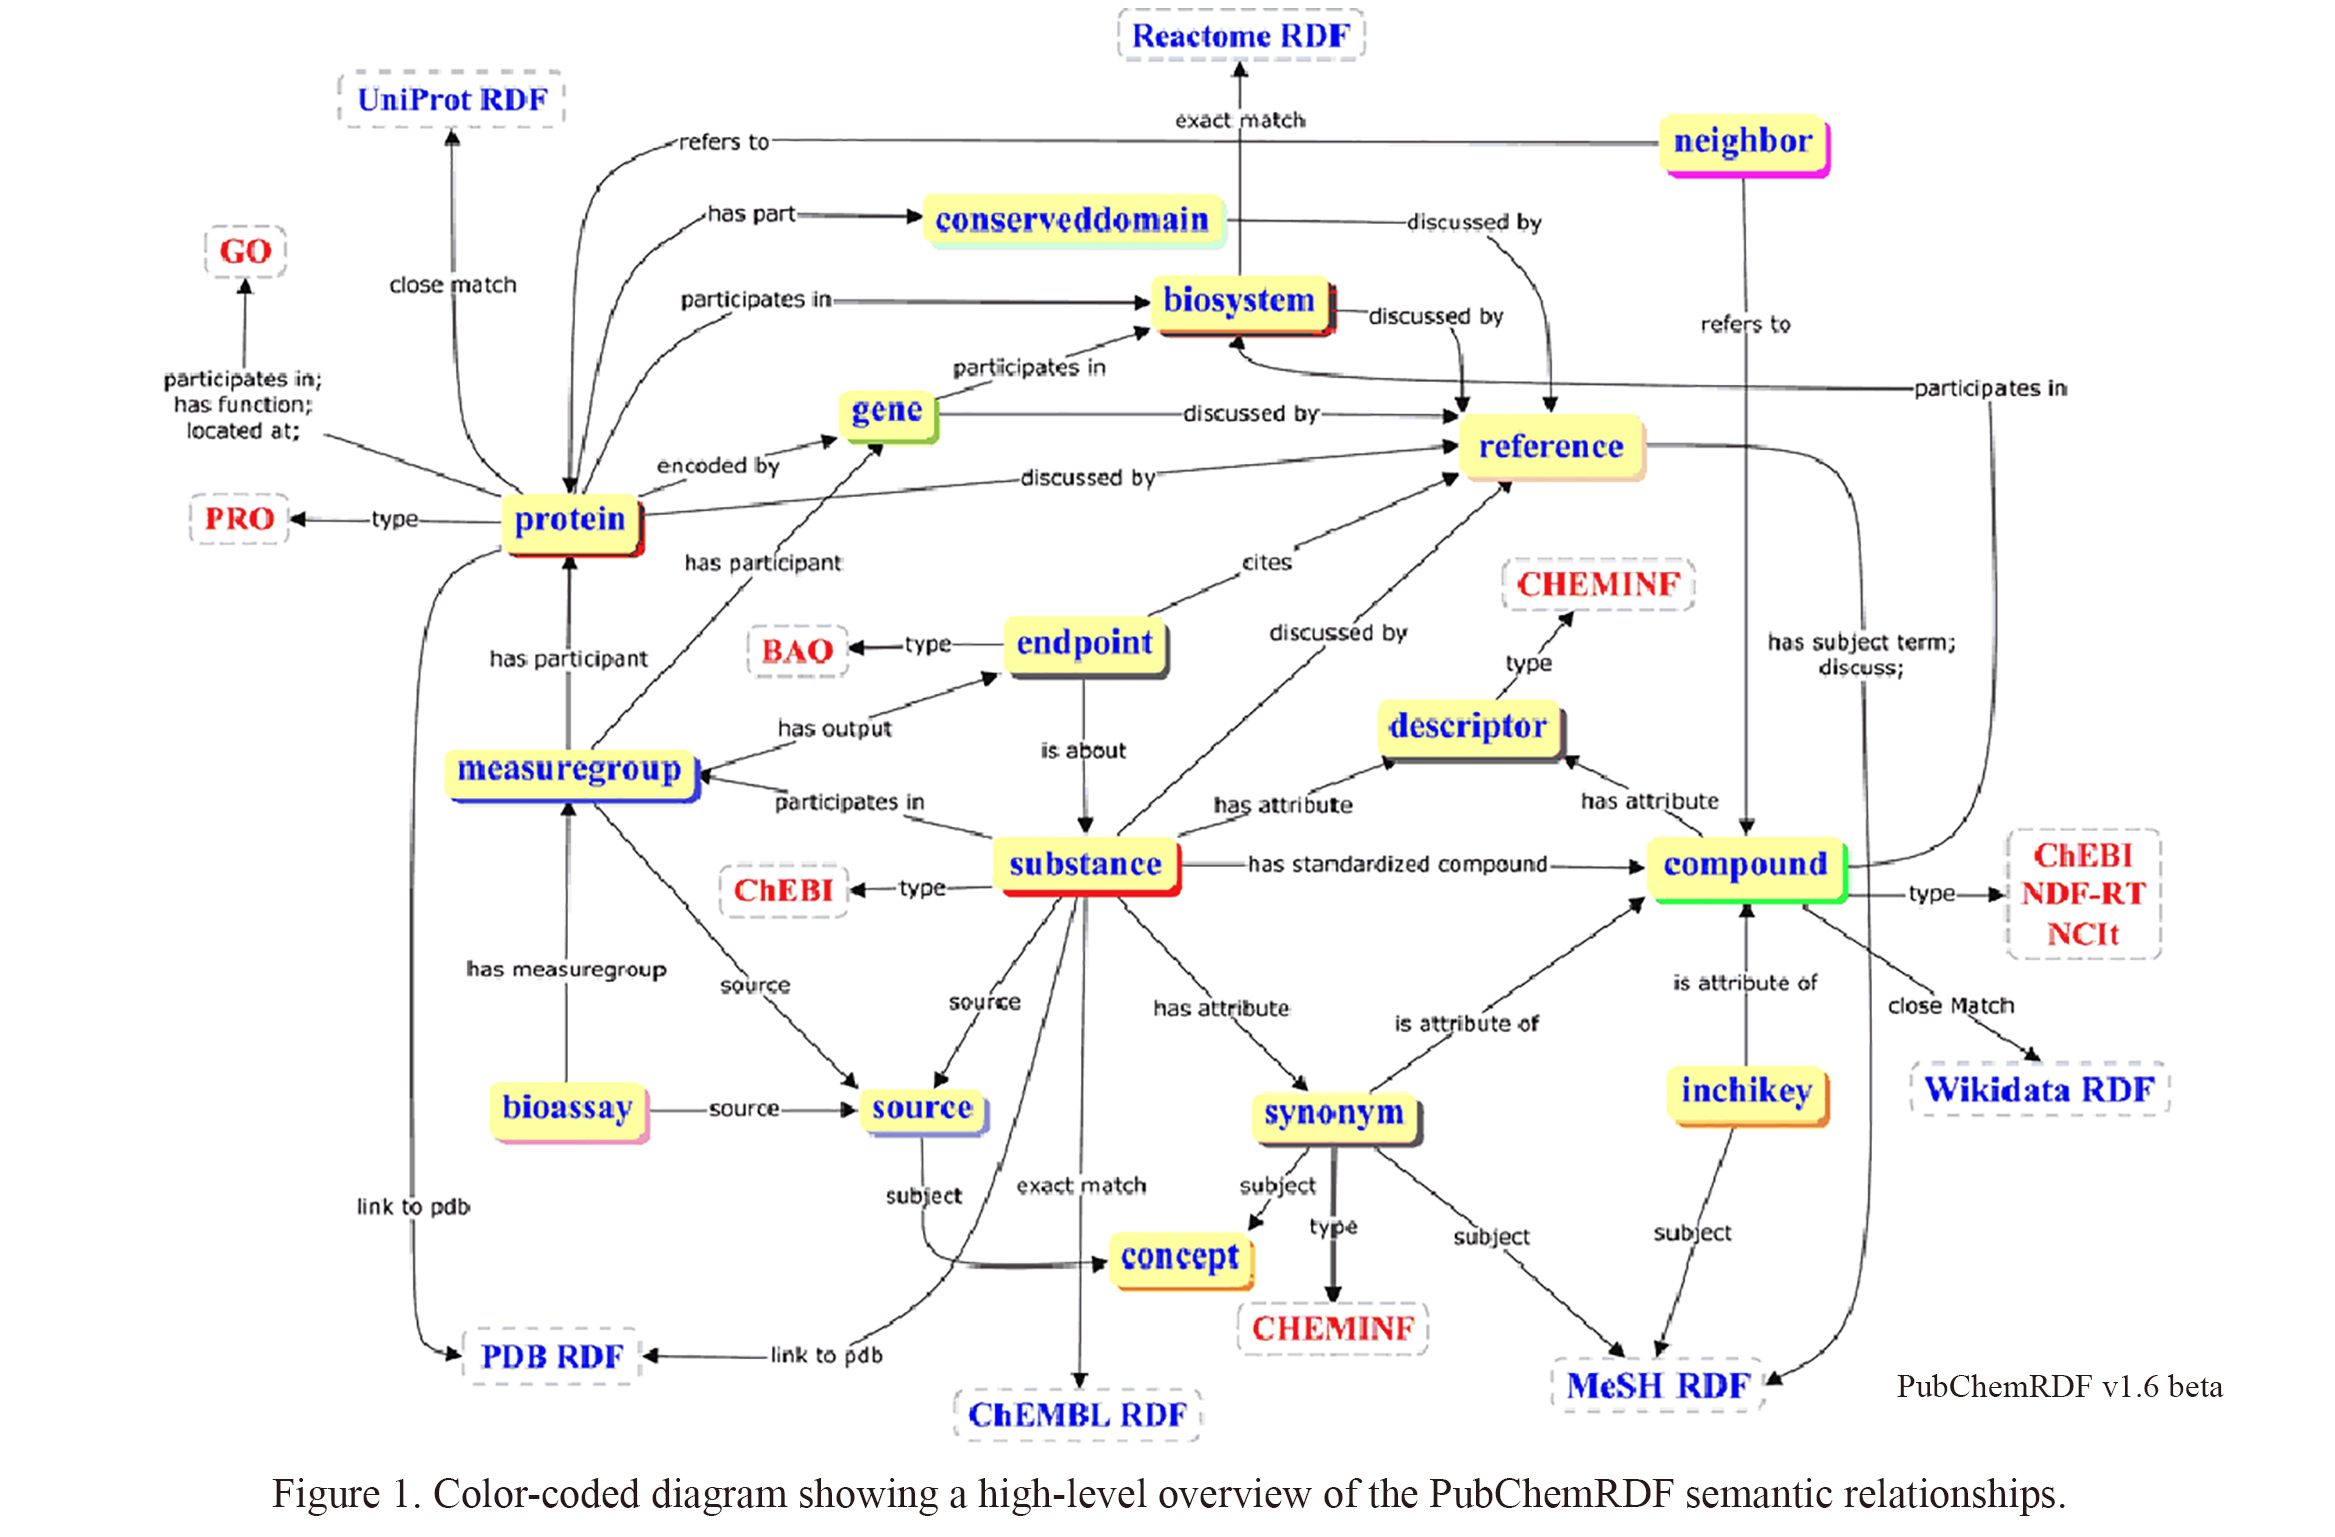 Reactome RDF
UniProt RDF
exact match
refers to
neighbor
has part
conserveddomain
discussed by
GO
close match
participates in
biosystem
discussed by
refers to
participates in;
has function;
located at;
partiicipates in
participates in
gene
discussed by
reference
encoded by
discussed by
PRO
type
protein
has participant
cites
CHEMINF
has participant
BAO
type
endpoint
discussed by
type
has subject term;
discuss;
has output
is about
descriptor
measuregroup
participates in
has attribute
has attribute
ChEBI
type
substance
has standardized compound
compound
type
ChEBI
NDF-RT
NCIt
has measuregroup
source
source
has attribute
is attribute of
is attribute of
close Match
bioassay
source
source
synonym
inchikey
Wikidata RDF
link to pdb
subject
exact match
subject
type
subject
subject
concept
CHEMINF
PDB RDF
link to pdb
ChEMBL RDF
MeSH RDF
PubChemRDF v1.6 beta
Figure 1. Color-coded diagram showing a high-level overview of the PubChemRDF semantic relationships.